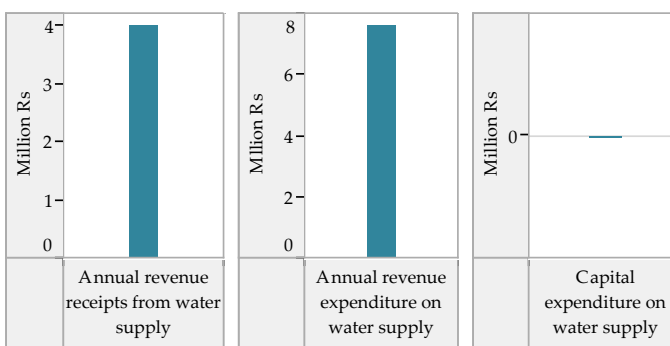 Million Rs
4
3
2
1
0
Annual revenue
receipts from water
supply
Million Rs
8
6
4
2
0
Annual revenue
expenditure on
water supply
Million Rs
0
Capital
expenditure on
water supply